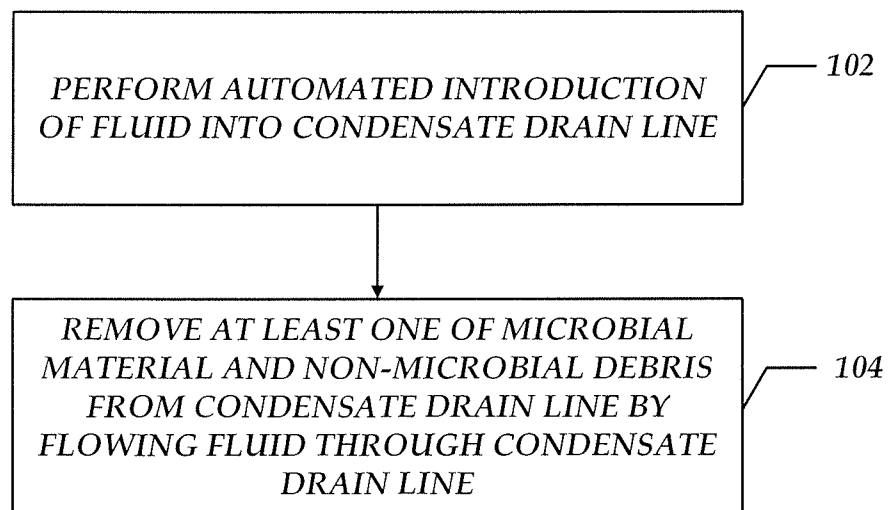 PERFORM AUTOMATED INTRODUCTION
OF FLUID INTO CONDENSATE DRAIN LINE
102
REMOVE AT LEAST ONE OF MICROBIAL
MATERIAL AND NON-MICROBIAL DEBRIS
FROM CONDENSATE DRAIN LINE BY
FLOWING FLUID THROUGH CONDENSATE
DRAIN LINE
104